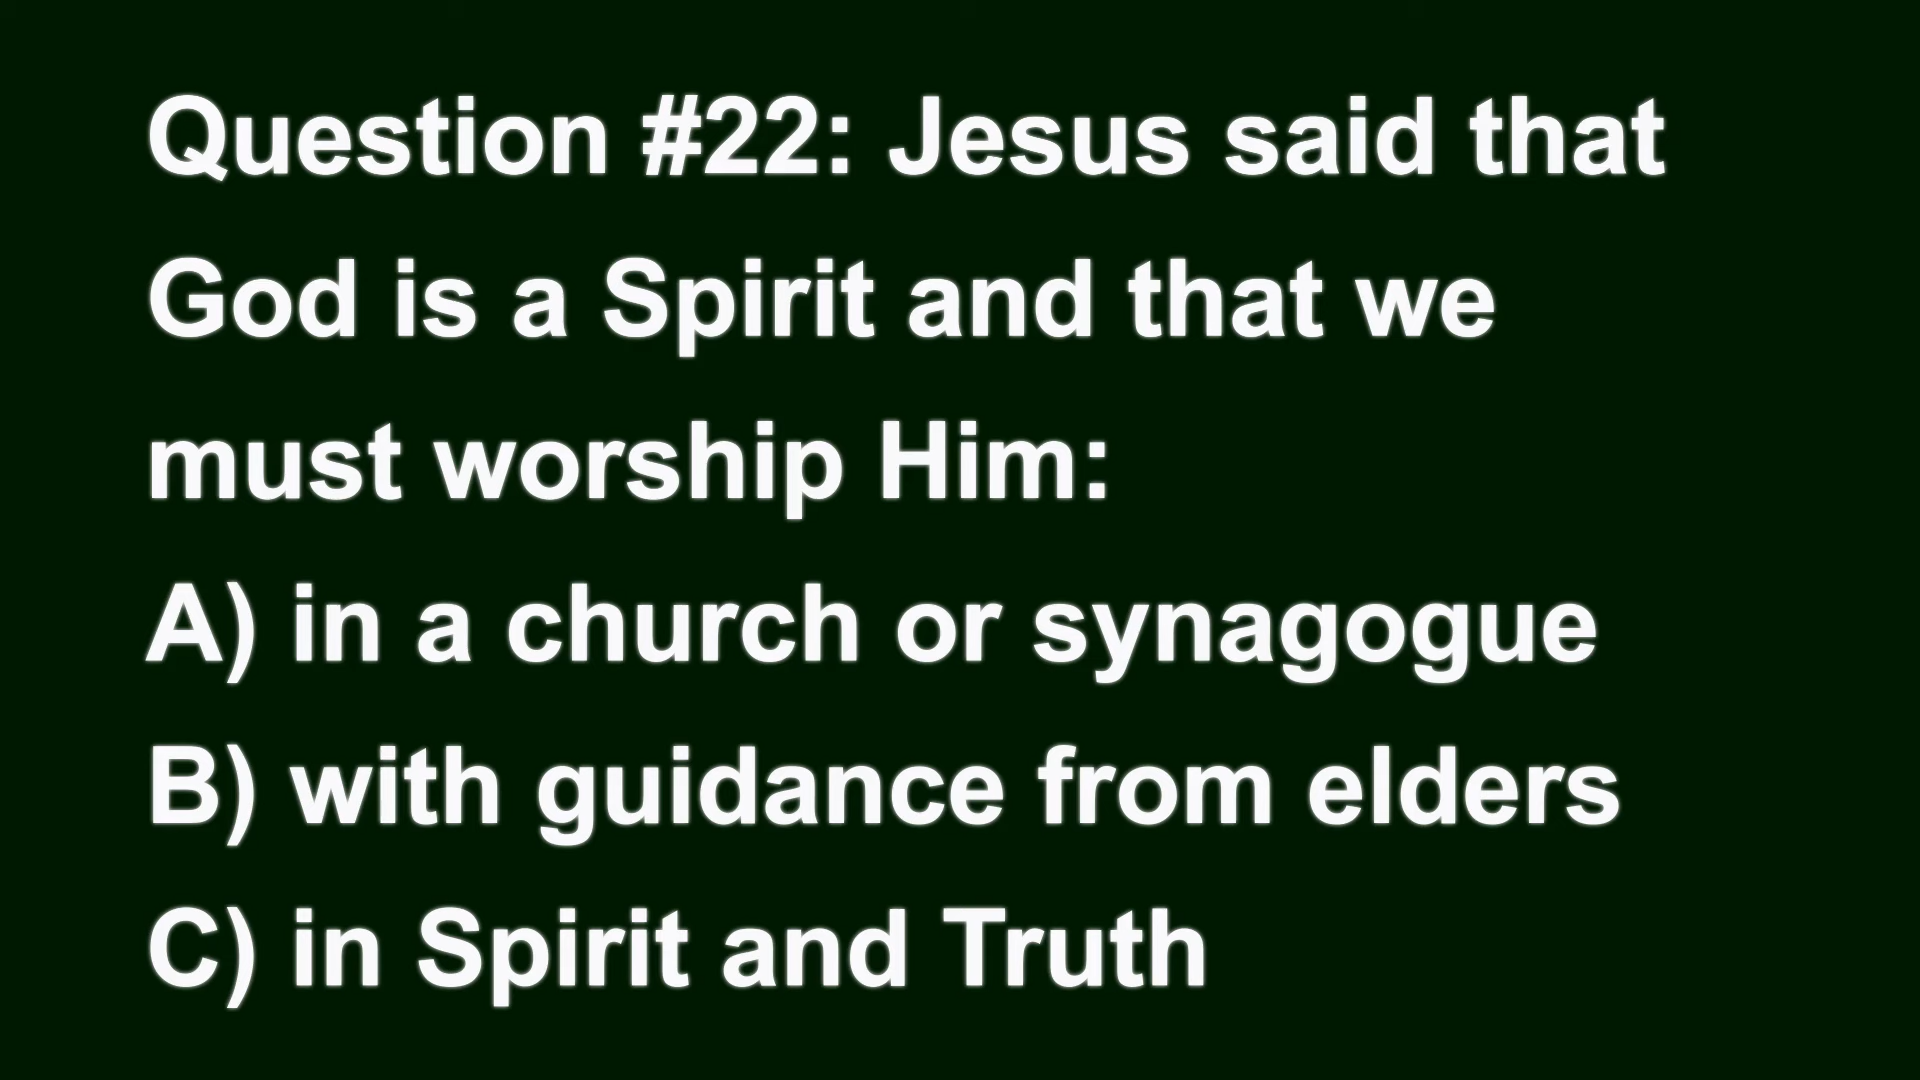 Question #22: Jesus said that
God is a Spirit and that we
must worship Him:
A) in a church or synagogue
B) with guidance from elders
C) in Spirit and Truth